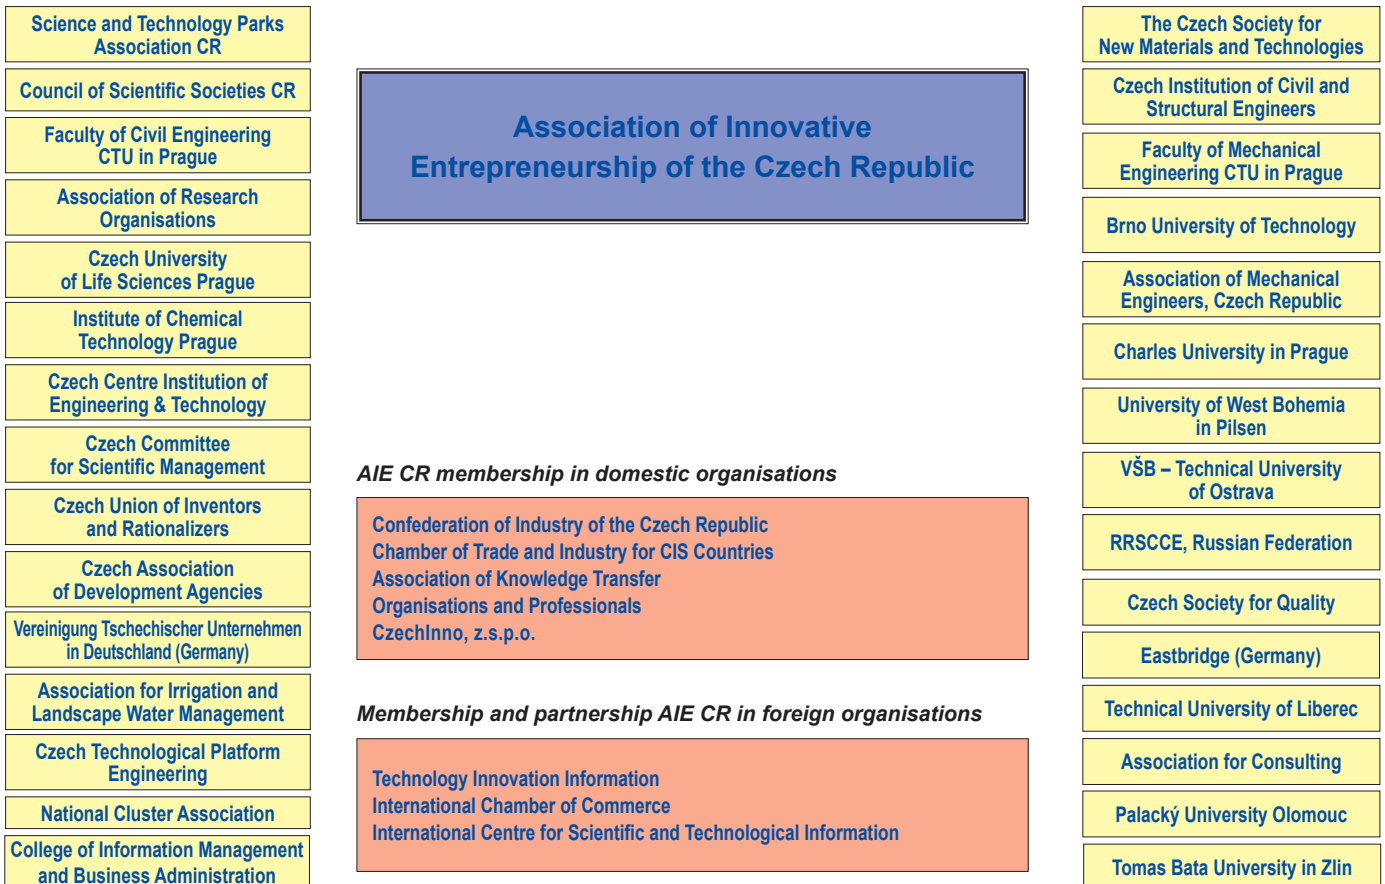 Science and Technology Parks
Association CR
Council of Scientific Societies CR
Faculty of Civil Engineering
CTU in Prague
Association of Research
Organisations
Czech University
of Life Sciences Prague
Institute of Chemical
Technology Prague
Czech Centre Institution of
Engineering & Technology
Czech Committee
for Scientific Management
Czech Union of Inventors
and Rationalizers
Czech Association
of Development Agencies
Vereinigung Tschechischer Unternehmen
in Deutschland (Germany)
Association for Irrigation and
Landscape Water Management
Czech Technological Platform
Engineering
National Cluster Association
College of Information Management
and Business Administration
Association of Innovative
Entrepreneurship of the Czech Republic
AIE CR membership in domestic organisations
Confederation of Industry of the Czech Republic
Chamber of Trade and Industry for CIS Countries
Association of Knowledge Transfer
Organisations and Professionals
CzechInno, z.s.p.o.
Membership and partnership AIE CR in foreign organisations
Technology Innovation Information
International Chamber of Commerce
International Centre for Scientific and Technological Information
The Czech Society for
New Materials and Technologies
Czech Institution of Civil and
Structural Engineers
Faculty of Mechanical
Engineering CTU in Prague
Brno University of Technology
Association of Mechanical
Engineers, Czech Republic
Charles University in Prague
University of West Bohemia
in Pilsen
VŠB – Technical University
of Ostrava
RRSCCE, Russian Federation
Czech Society for Quality
Eastbridge (Germany)
Technical University of Liberec
Association for Consulting
Palacký University Olomouc
Tomas Bata University in Zlin